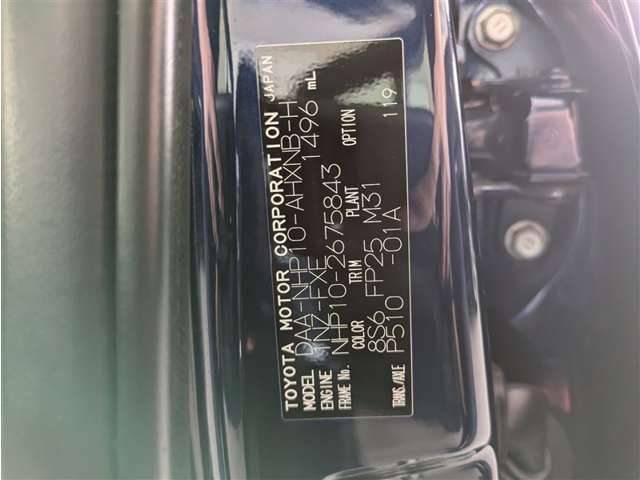 TOYOTA MOTOR CORPORATION JAPAN
MODEL DAA-NHP10-AHXNB-H
ENGINE 1NZ-FXE 1496 mL
FRAME No. NHP10-2675843
COLOR TRIM PLANT OPTION
8S6 FP25 M31 119
TRANS/AXLE P510 -01A